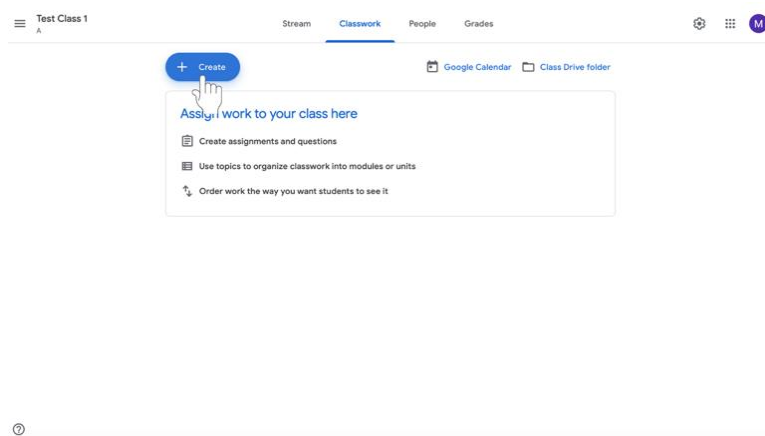 Test Class 1
A
Stream
Classwork
People
Grades
M
Create
Google Calendar
Class Drive folder
Assign work to your class here
Create assignments and questions
Use topics to organize classwork into modules or units
Order work the way you want students to see it